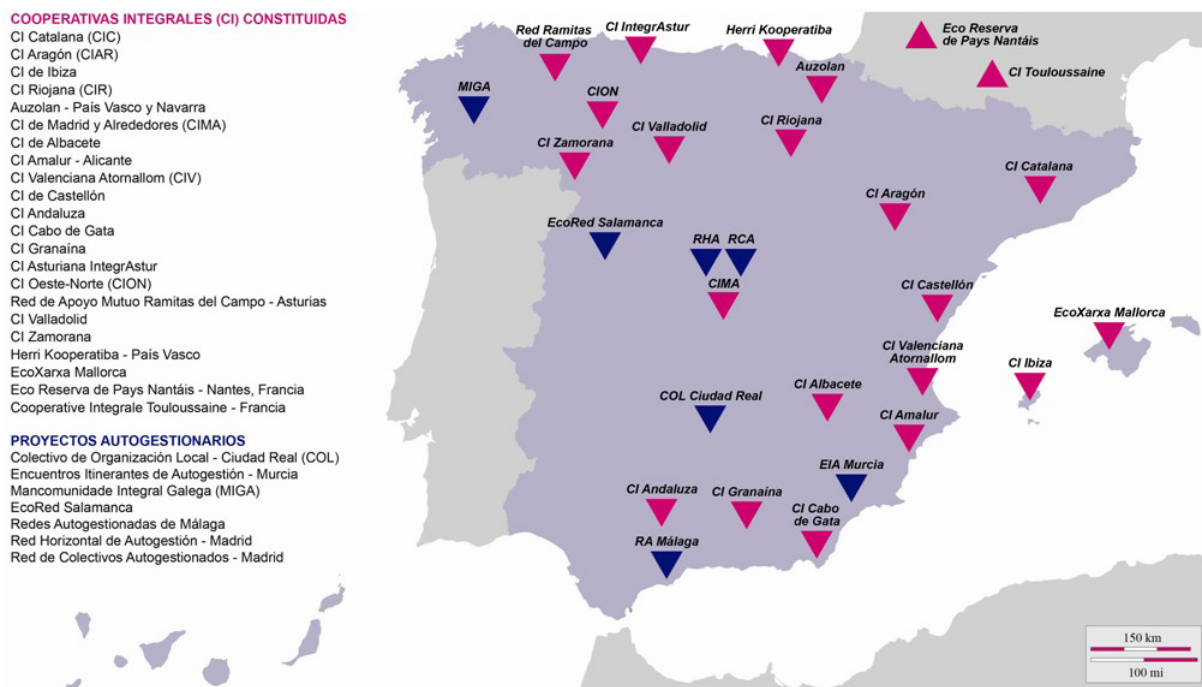 COOPERATIVAS INTEGRALES (CI) CONSTITUIDAS
CI Catalana (CIC)
CI Aragón (CIAR)
CI de Ibiza
CI Riojana (CIR)
Auzolan - País Vasco y Navarra
CI de Madrid y Alrededores (CIMA)
CI de Albacete
CI Amalur - Alicante
CI Valenciana Atornallom (CIV)
CI de Castellón
CI Andaluza
CI Cabo de Gata
CI Granaína
CI Asturiana IntegrAstur
CI Oeste-Norte (CION)
Red de Apoyo Mutuo Ramitas del Campo - Asturias
CI Valladolid
CI Zamorana
Herri Kooperatiba - País Vasco
EcoXarxa Mallorca
Eco Reserva de Pays Nantáis - Nantes, Francia
Cooperative Integrale Touloussaine - Francia
PROYECTOS AUTOGESTIONARIOS
Colectivo de Organización Local - Ciudad Real (COL)
Encuentros Itinerantes de Autogestión - Murcia
Mancomunidade Integral Galega (MIGA)
EcoRed Salamanca
Redes Autogestionadas de Málaga
Red Horizontal de Autogestión - Madrid
Red de Colectivos Autogestionados - Madrid
Red Ramitas
del Campo
CI IntegrAstur
Herri Kooperatiba
Eco Reserva
de Pays Nantáis
Auzolan
CI Touloussaine
MIGA
CION
CI Valladolid
CI Riojana
CI Zamorana
CI Catalana
CI Aragón
EcoRed Salamanca
RHA
RCA
CIMA
CI Castellón
EcoXarxa Mallorca
CI Valenciana
Atornallom
CI Ibiza
CI Albacete
COL Ciudad Real
CI Amalur
EIA Murcia
CI Andaluza
CI Granaína
CI Cabo
de Gata
RA Málaga
150 km
100 mi